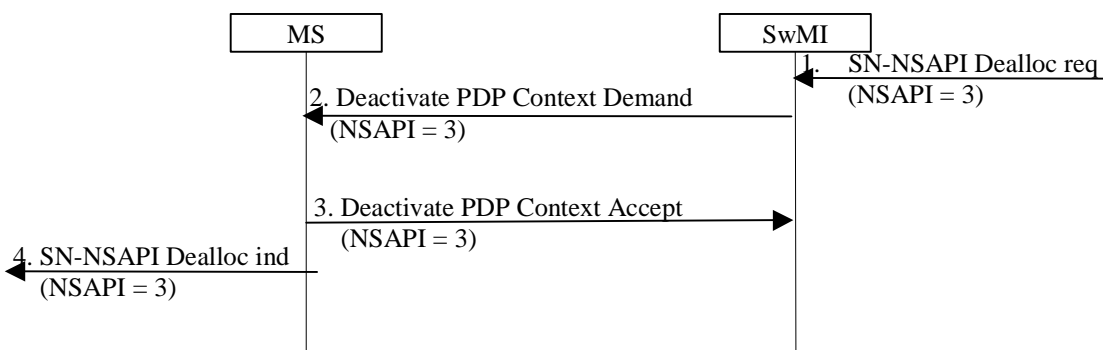 MS
SwMI
1. SN-NSAPI Dealloc req
(NSAPI = 3)
2. Deactivate PDP Context Demand
(NSAPI = 3)
3. Deactivate PDP Context Accept
(NSAPI = 3)
4. SN-NSAPI Dealloc ind
(NSAPI = 3)